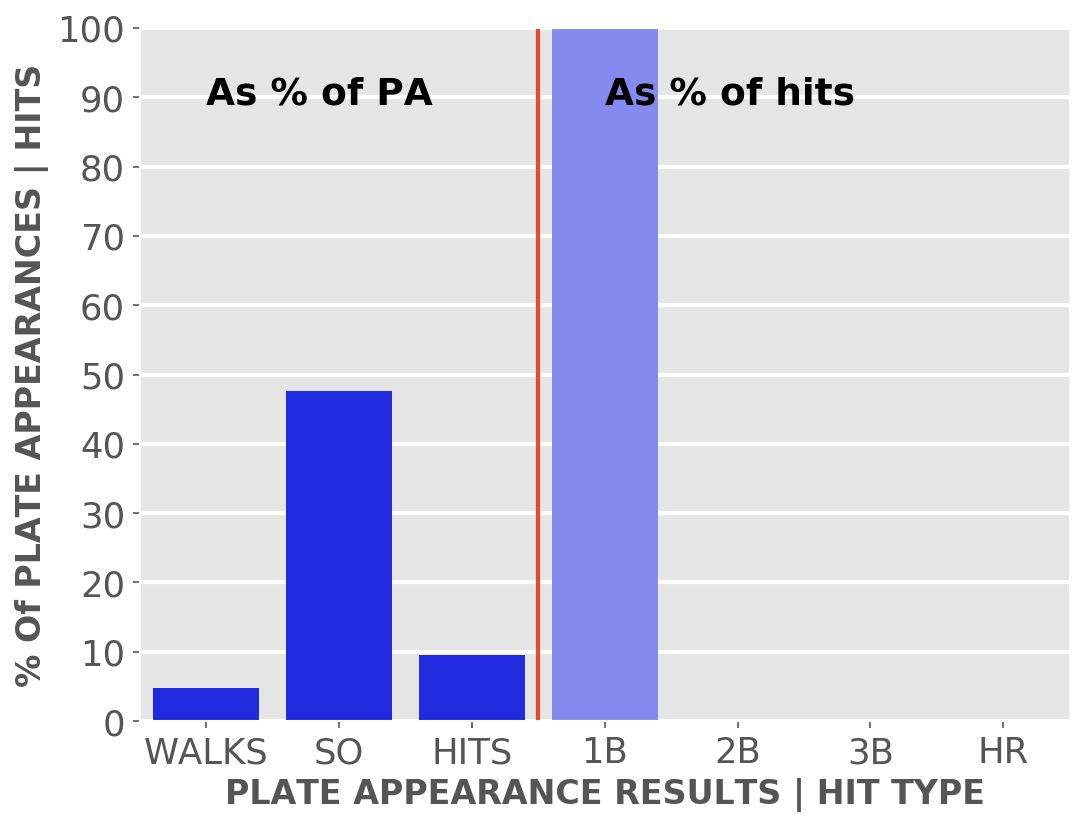 % Of PLATE APPEARANCES | HITS
100
90
80
70
60
50
40
30
20
10
0
As % of PA
As % of hits
WALKS SO HITS 1B 2B 3B HR
PLATE APPEARANCE RESULTS | HIT TYPE